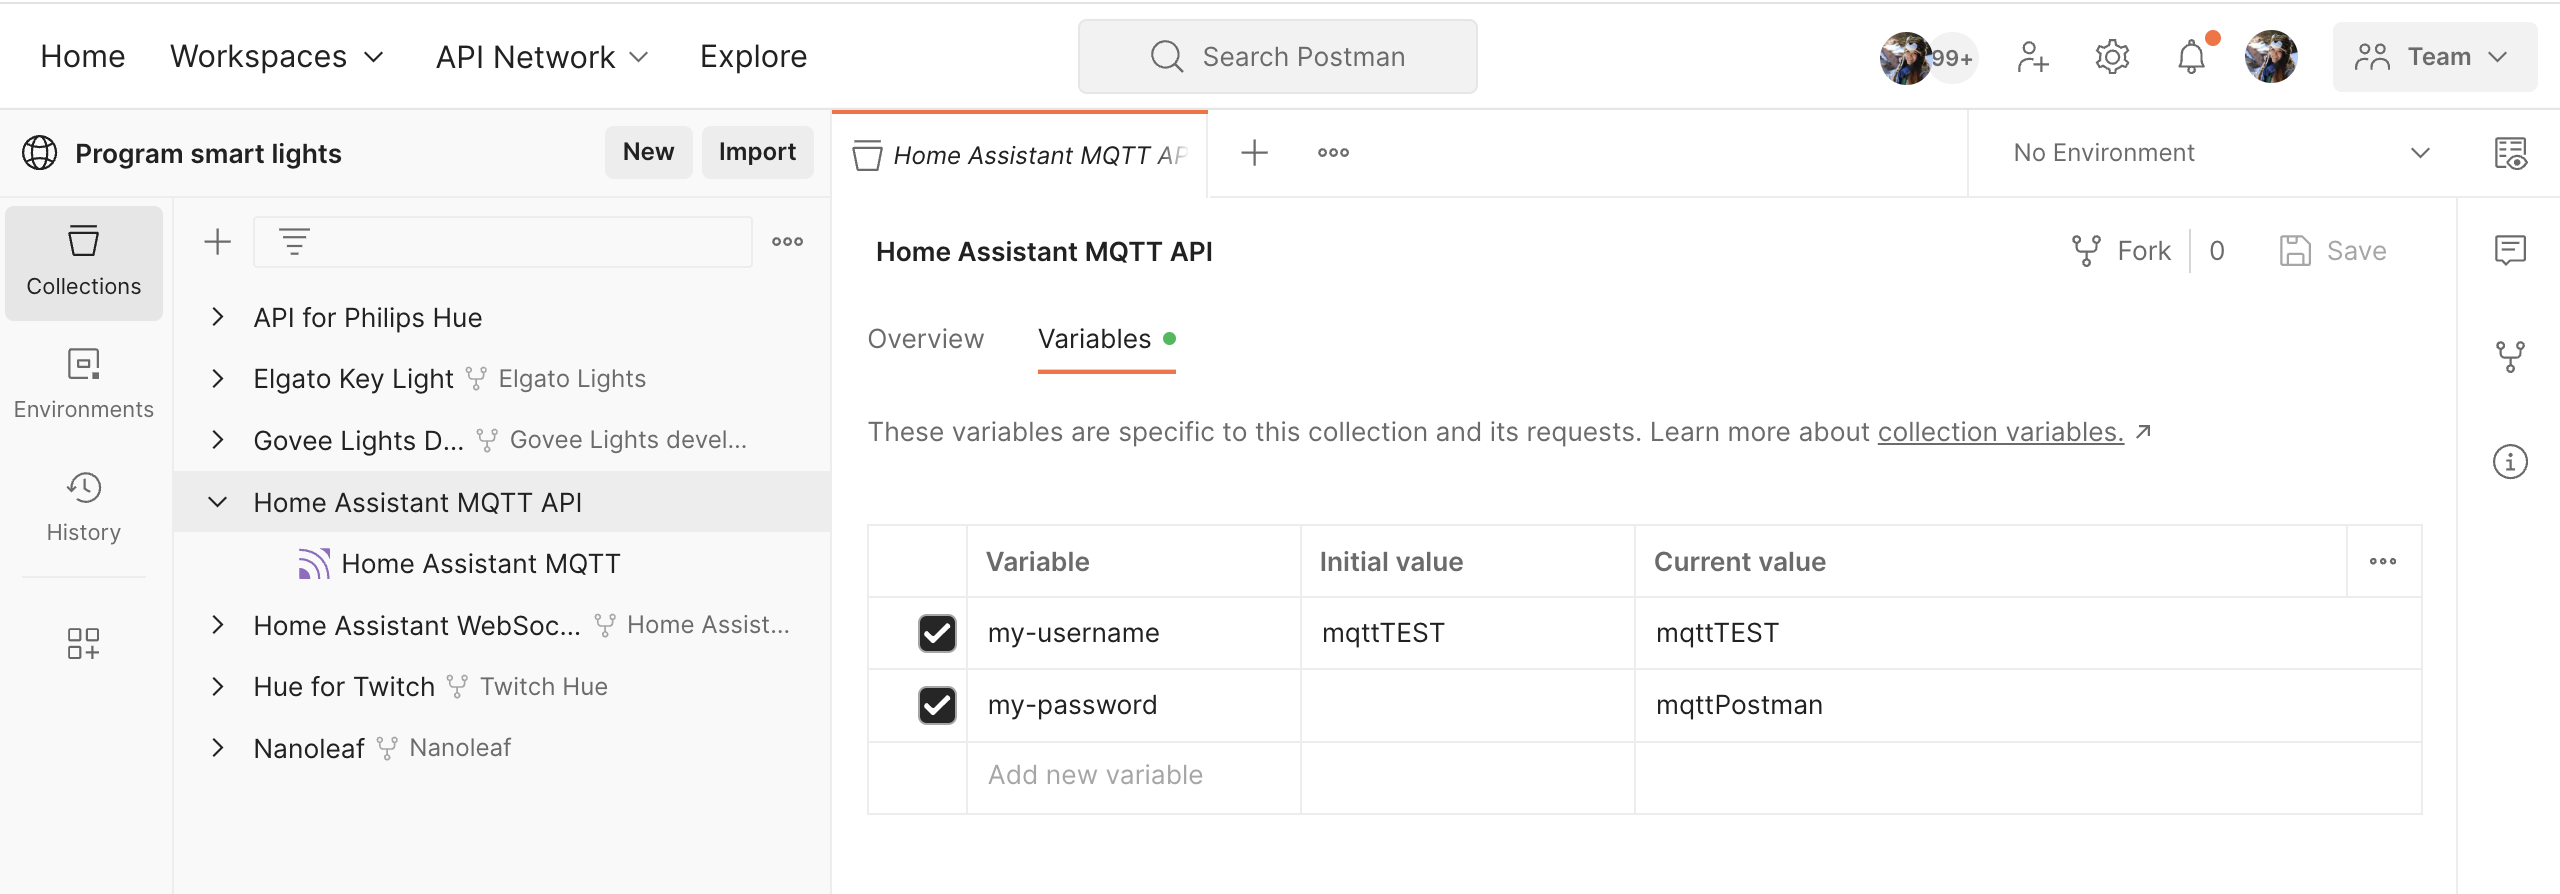 Home Workspaces API Network Explore Search Postman 99+ Team
Program smart lights New Import
Home Assistant MQTT AP
No Environment
Collections
Environments
History
API for Philips Hue
Elgato Key Light Elgato Lights
Govee Lights D... Govee Lights devel...
Home Assistant MQTT API
Home Assistant MQTT
Home Assistant WebSoc... Home Assist...
Hue for Twitch Twitch Hue
Nanoleaf Nanoleaf
Home Assistant MQTT API Fork 0 Save
Overview Variables
These variables are specific to this collection and its requests. Learn more about collection variables. ↗
Variable Initial value Current value
my-username mqttTEST mqttTEST
my-password mqttPostman
Add new variable